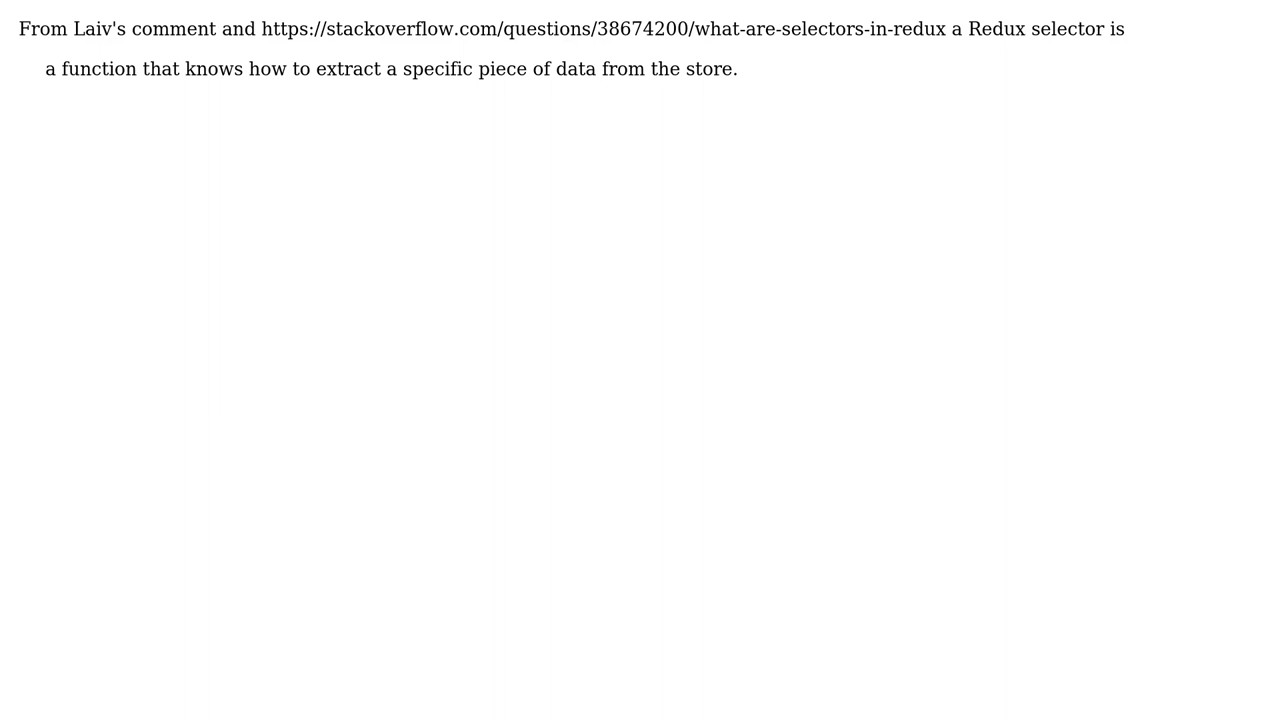 From Laiv's comment and https://stackoverflow.com/questions/38674200/what-are-selectors-in-redux a Redux selector is
a function that knows how to extract a specific piece of data from the store.